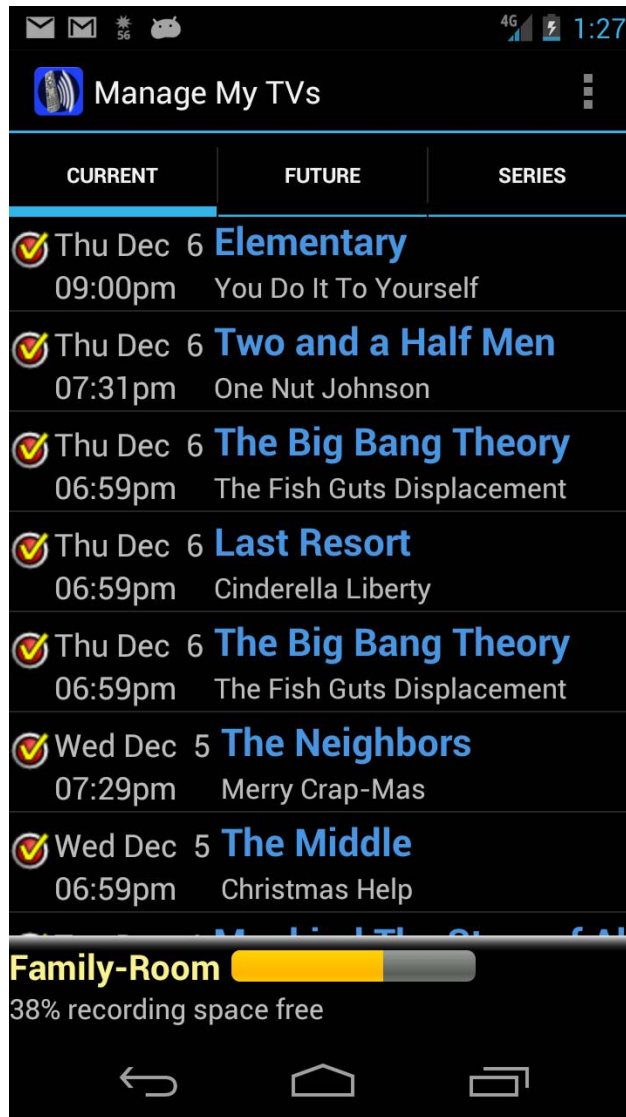 56 4G 1:27
Manage My TVs
CURRENT FUTURE SERIES
Thu Dec 6 Elementary
09:00pm You Do It To Yourself
Thu Dec 6 Two and a Half Men
07:31pm One Nut Johnson
Thu Dec 6 The Big Bang Theory
06:59pm The Fish Guts Displacement
Thu Dec 6 Last Resort
06:59pm Cinderella Liberty
Thu Dec 6 The Big Bang Theory
06:59pm The Fish Guts Displacement
Wed Dec 5 The Neighbors
07:29pm Merry Crap-Mas
Wed Dec 5 The Middle
06:59pm Christmas Help
Family-Room
38% recording space free